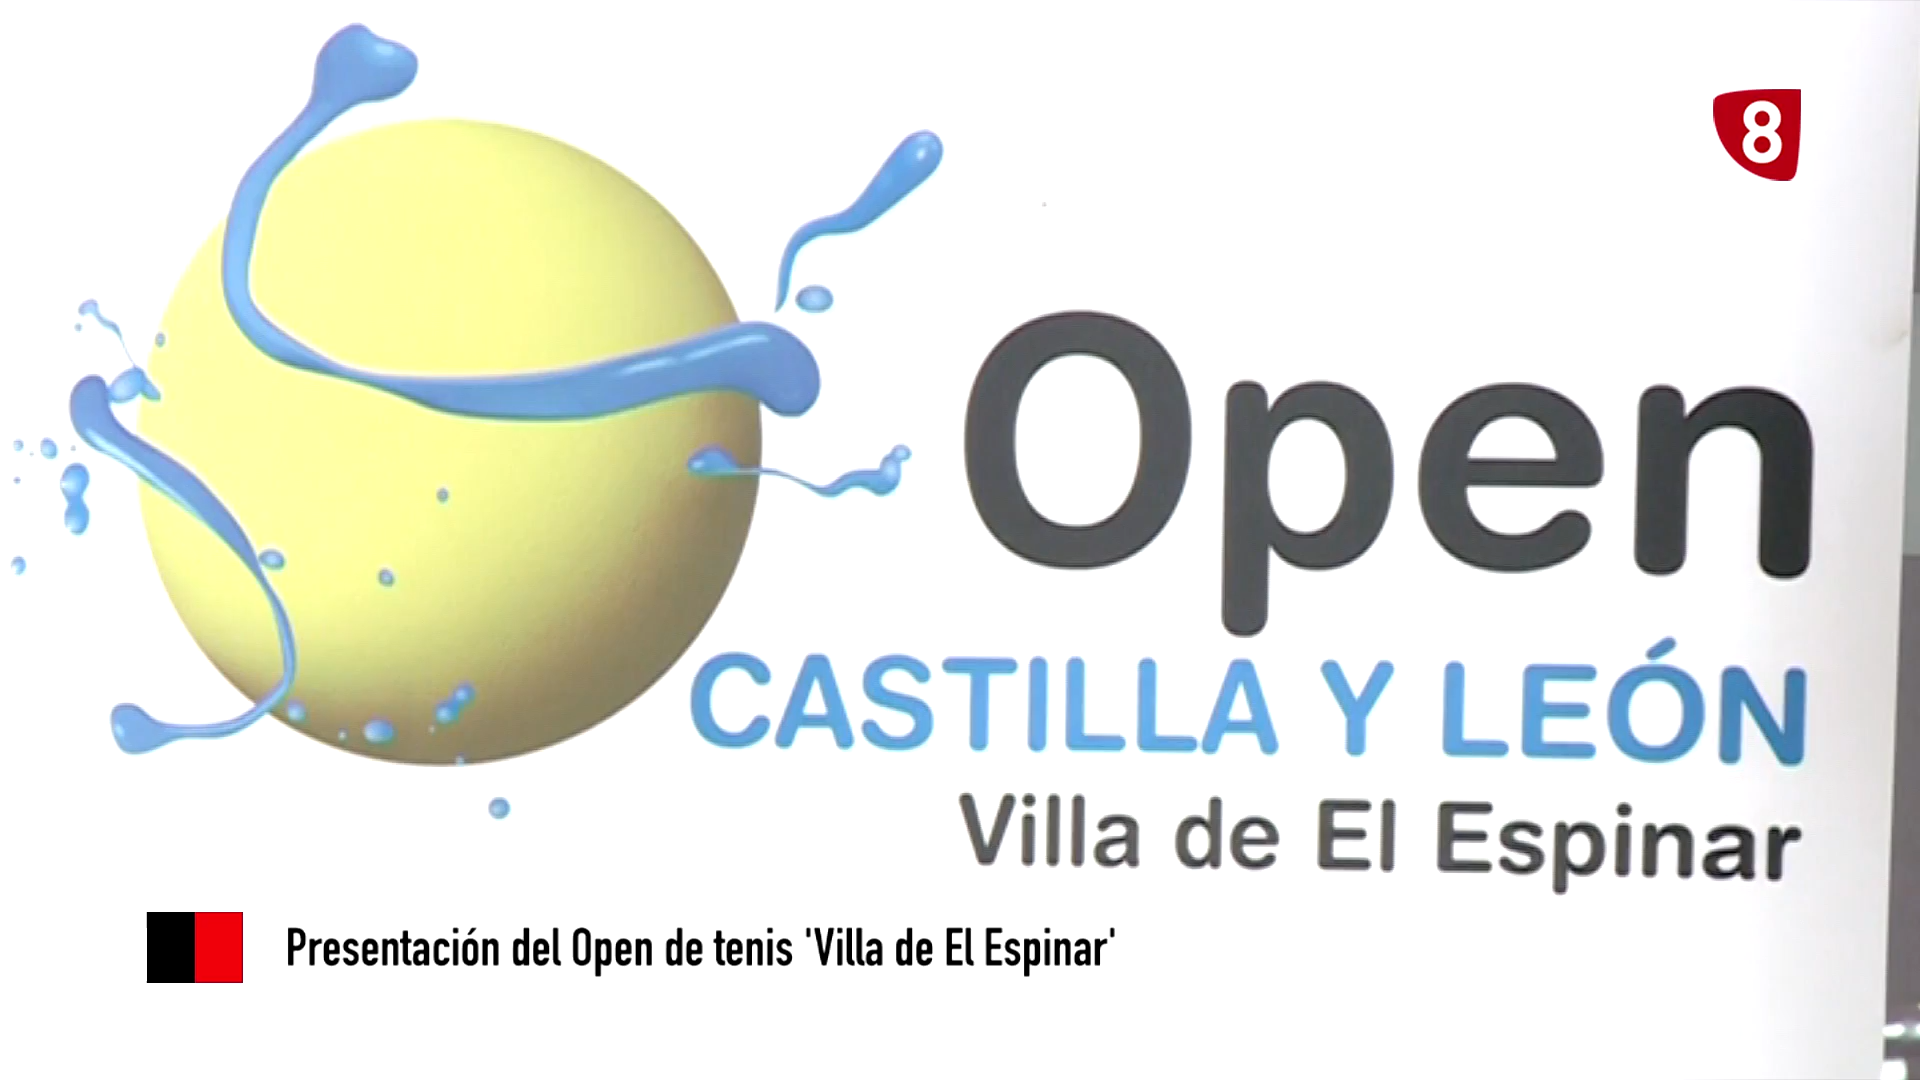 8
Open
CASTILLA Y LEÓN
Villa de El Espinar
Presentación del Open de tenis 'Villa de El Espinar'